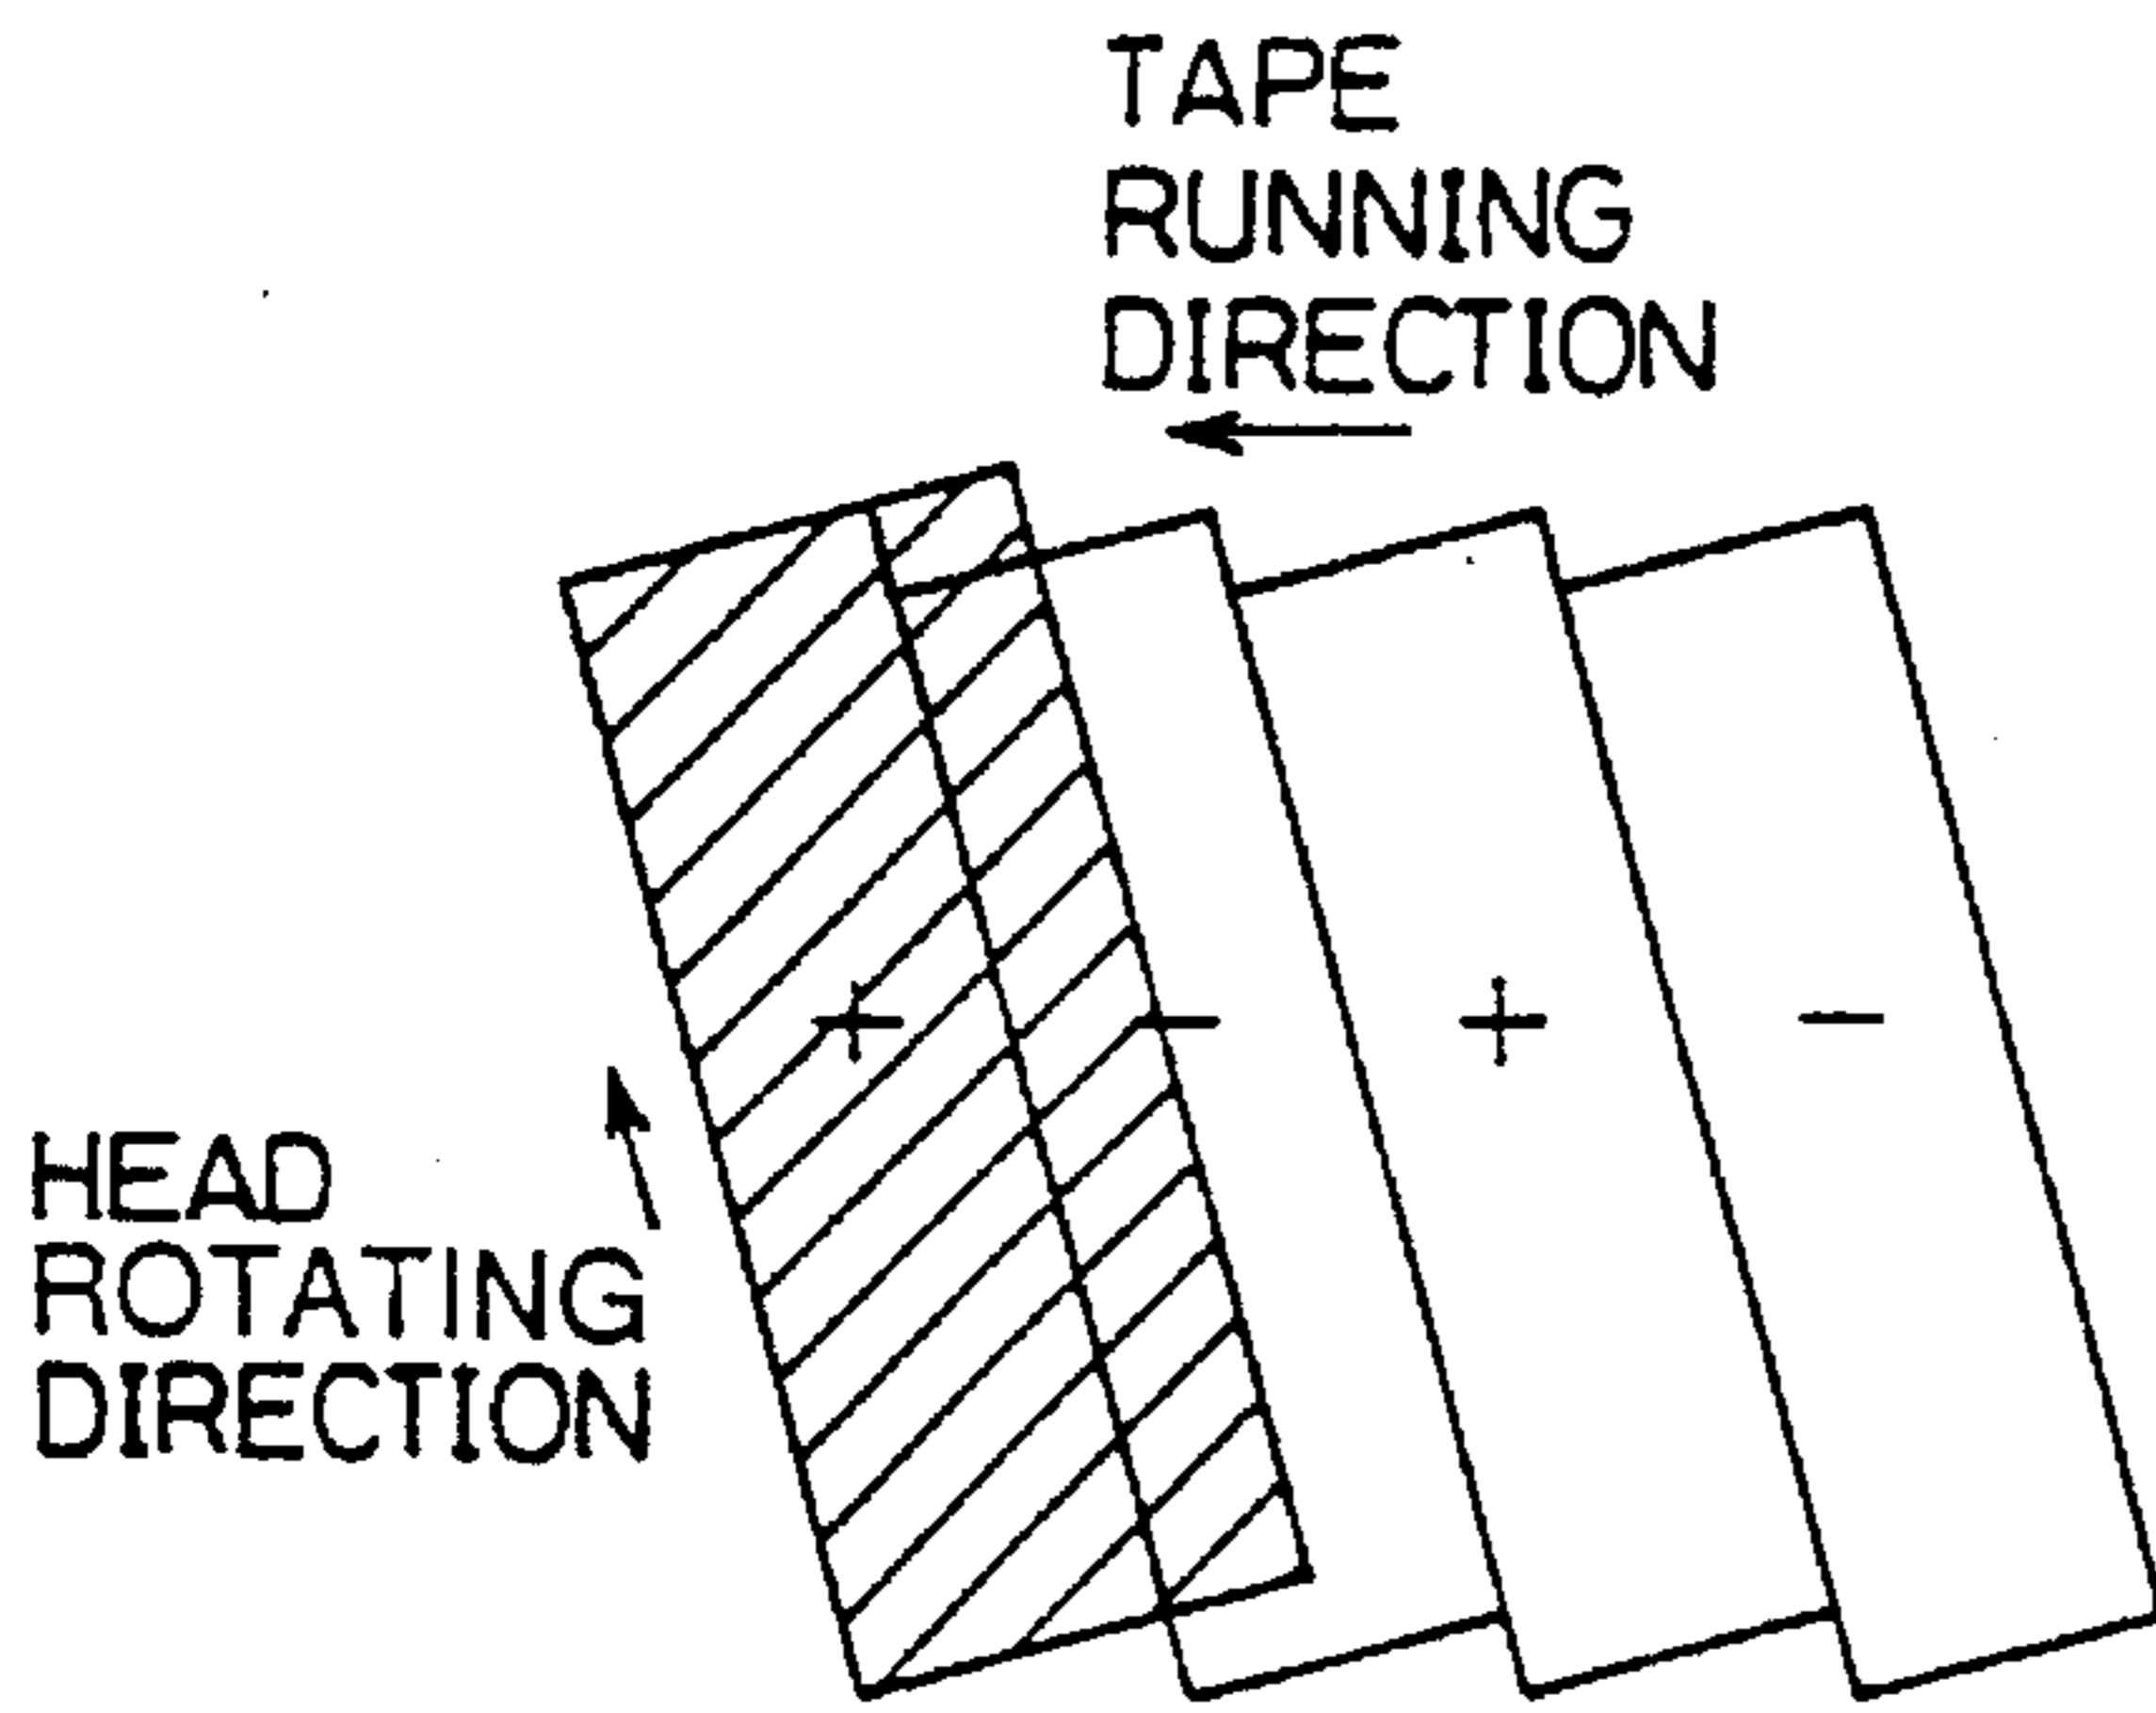 TAPE
RUNNING
DIRECTION
+ − + −
HEAD
ROTATING
DIRECTION